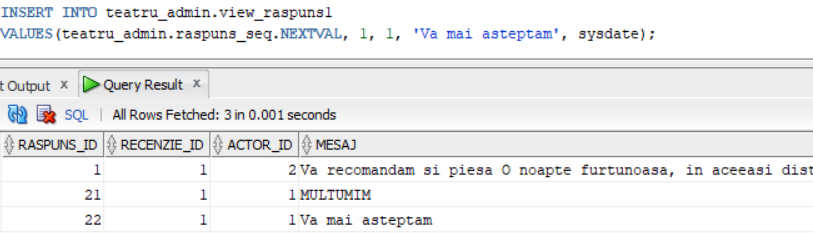 INSERT INTO teatru_admin.view_raspuns1
VALUES(teatru_admin.raspuns_seq.NEXTVAL, 1, 1, 'Va mai asteptam', sysdate);
t Output x Query Result x
SQL | All Rows Fetched: 3 in 0.001 seconds
RASPUNS_ID RECENZIE_ID ACTOR_ID MESAJ
1 1 2 Va recomandam si piesa O noapte furtunoasa, in aceeasi dist
21 1 1 MULTUMIM
22 1 1 Va mai asteptam